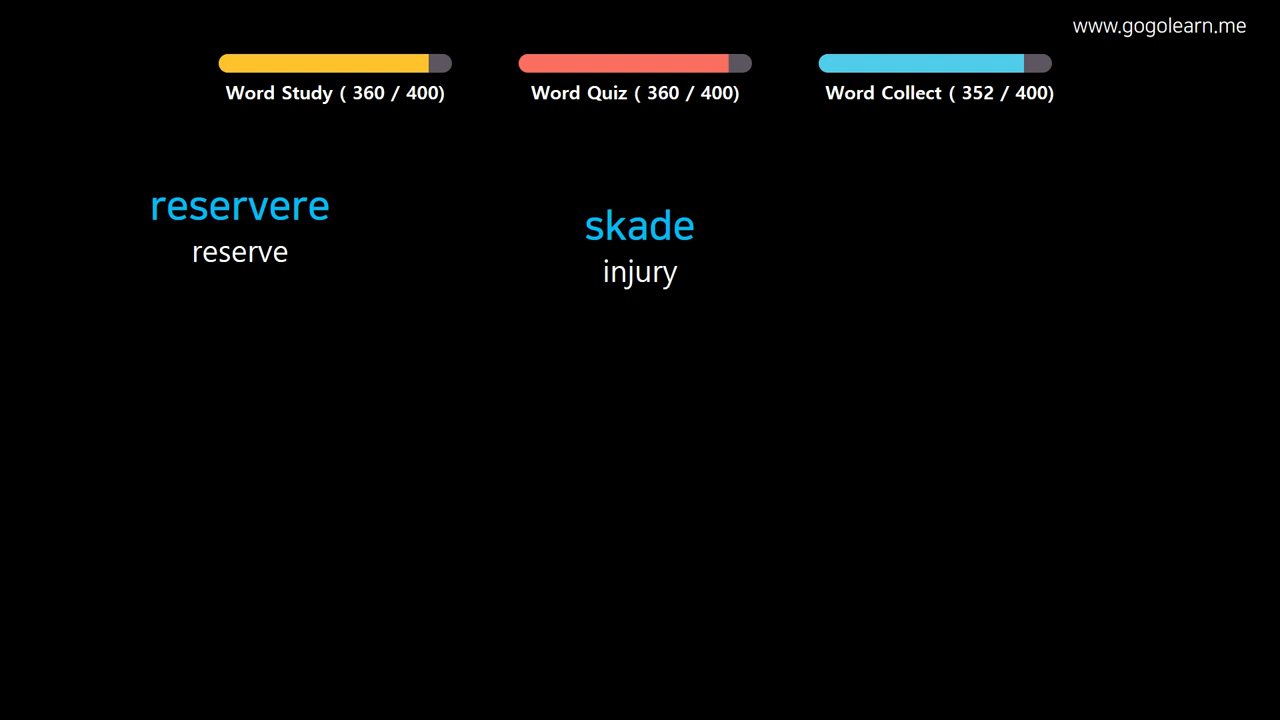 www.gogolearn.me
Word Study ( 360 / 400)
Word Quiz ( 360 / 400)
Word Collect ( 352 / 400)
reservere
reserve
skade
injury